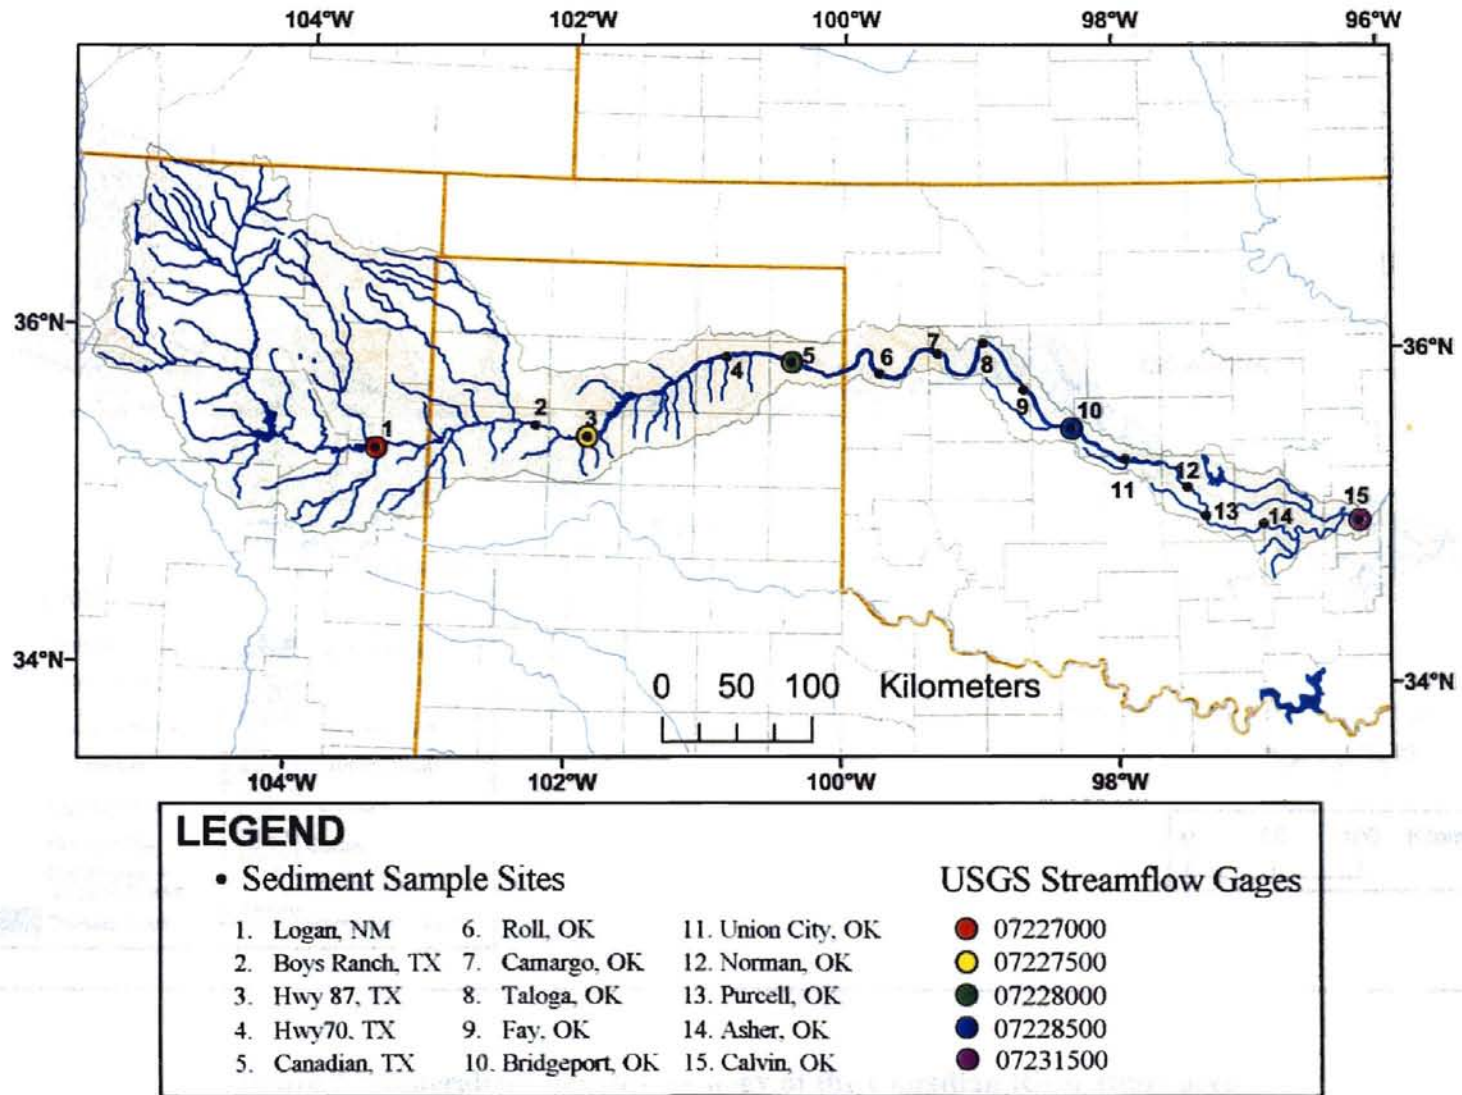 104°W 102°W 100°W 98°W 96°W
36°N 36°N
1 2 3 4 5 6 7 8 9 10 11 12 13 14 15
34°N 34°N
0 50 100 Kilometers
104°W 102°W 100°W 98°W
LEGEND
• Sediment Sample Sites
1. Logan, NM
2. Boys Ranch, TX
3. Hwy 87, TX
4. Hwy70, TX
5. Canadian, TX
6. Roll, OK
7. Camargo, OK
8. Taloga, OK
9. Fay, OK
10. Bridgeport, OK
11. Union City, OK
12. Norman, OK
13. Purcell, OK
14. Asher, OK
15. Calvin, OK
USGS Streamflow Gages
07227000
07227500
07228000
07228500
07231500